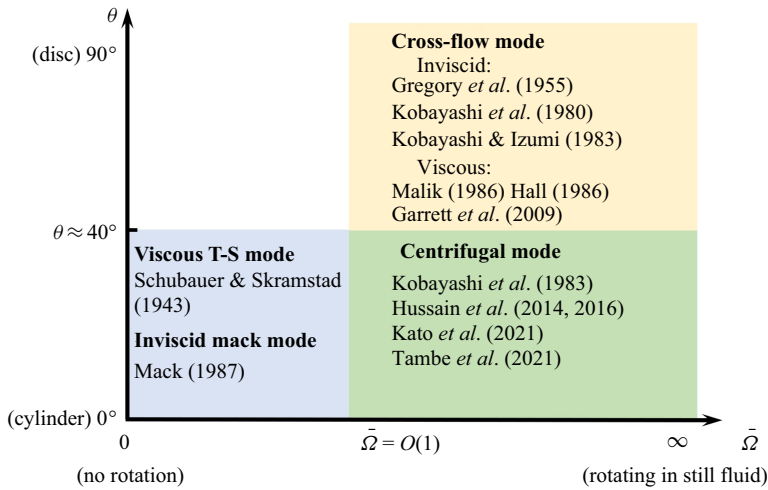 θ
(disc) 90°
Cross-flow mode
Inviscid:
Gregory et al. (1955)
Kobayashi et al. (1980)
Kobayashi & Izumi (1983)
Viscous:
Malik (1986) Hall (1986)
Garrett et al. (2009)
θ ≈ 40°
Viscous T-S mode
Schubauer & Skramstad
(1943)
Inviscid mack mode
Mack (1987)
Centrifugal mode
Kobayashi et al. (1983)
Hussain et al. (2014, 2016)
Kato et al. (2021)
Tambe et al. (2021)
(cylinder) 0°
0
Ω̄ = O(1)
∞
Ω̄
(no rotation)
(rotating in still fluid)